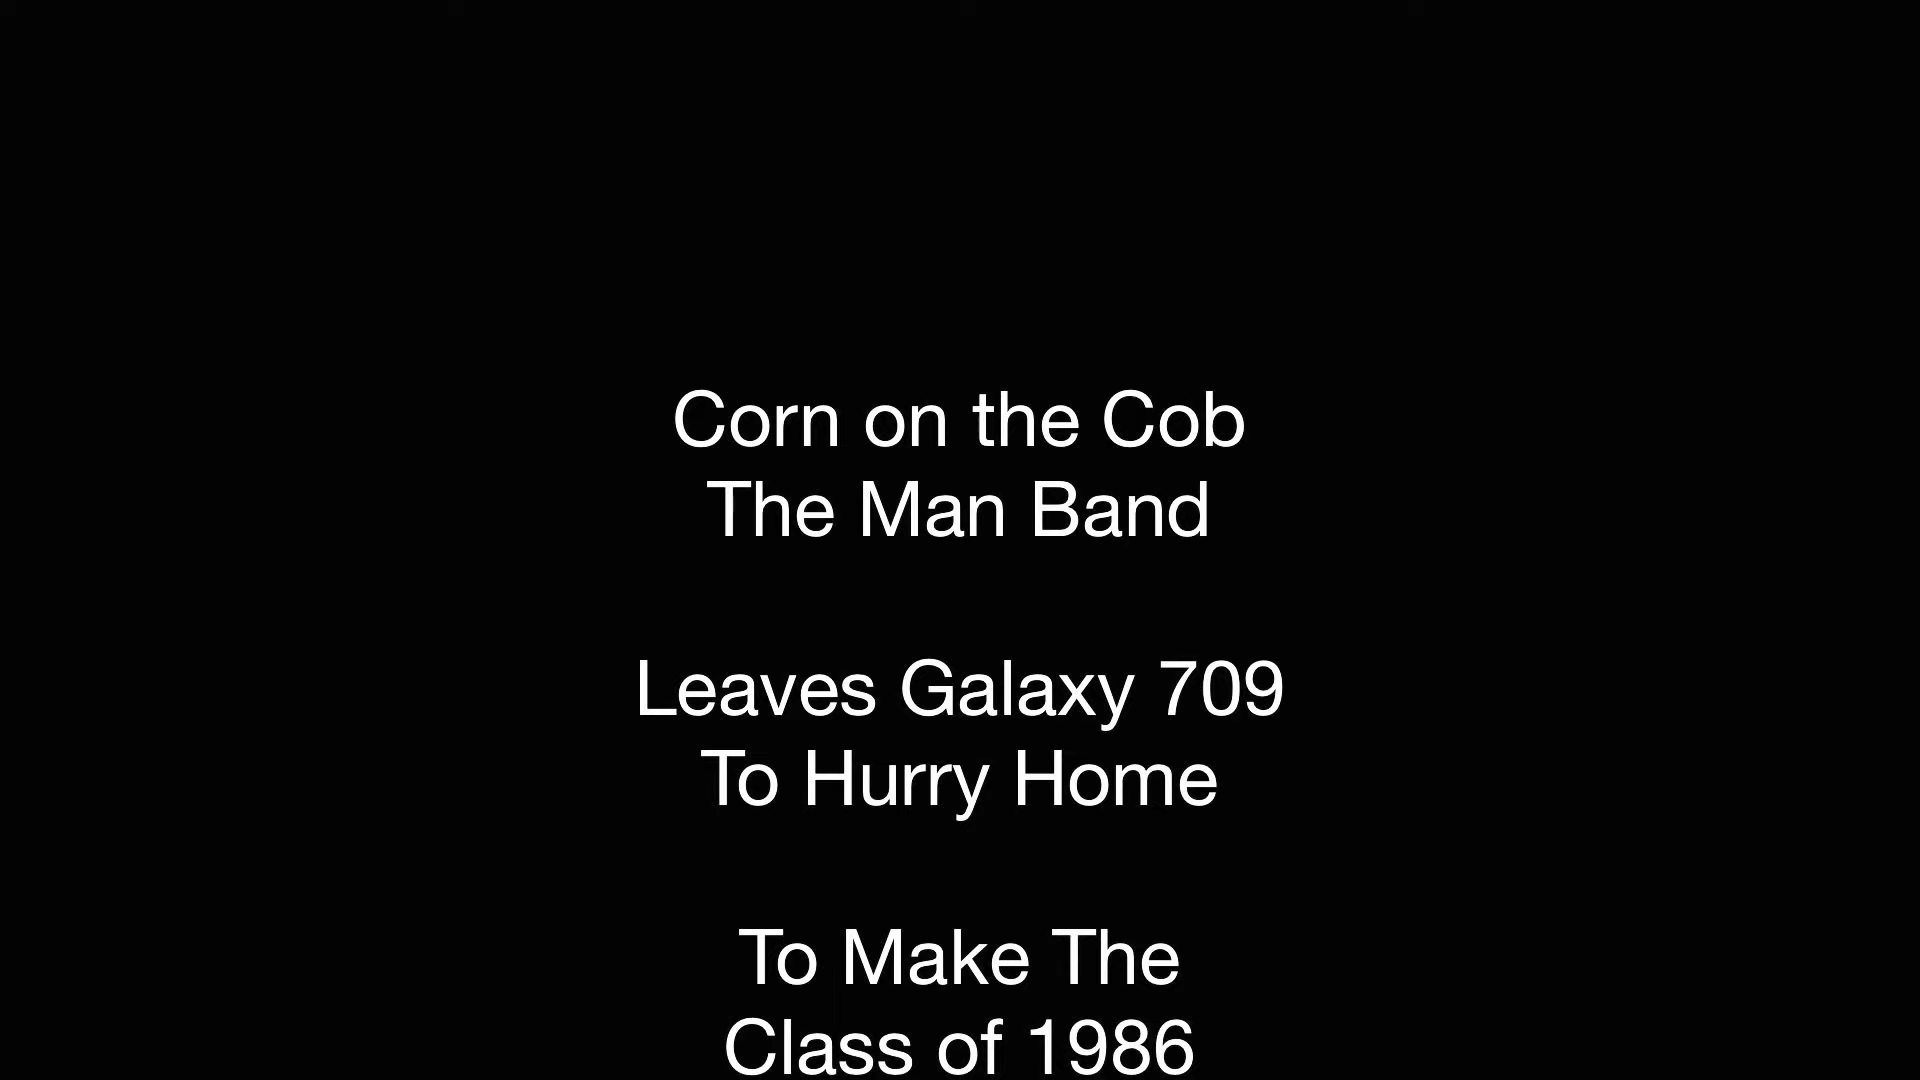 Corn on the Cob
The Man Band
Leaves Galaxy 709
To Hurry Home
To Make The
Class of 1986